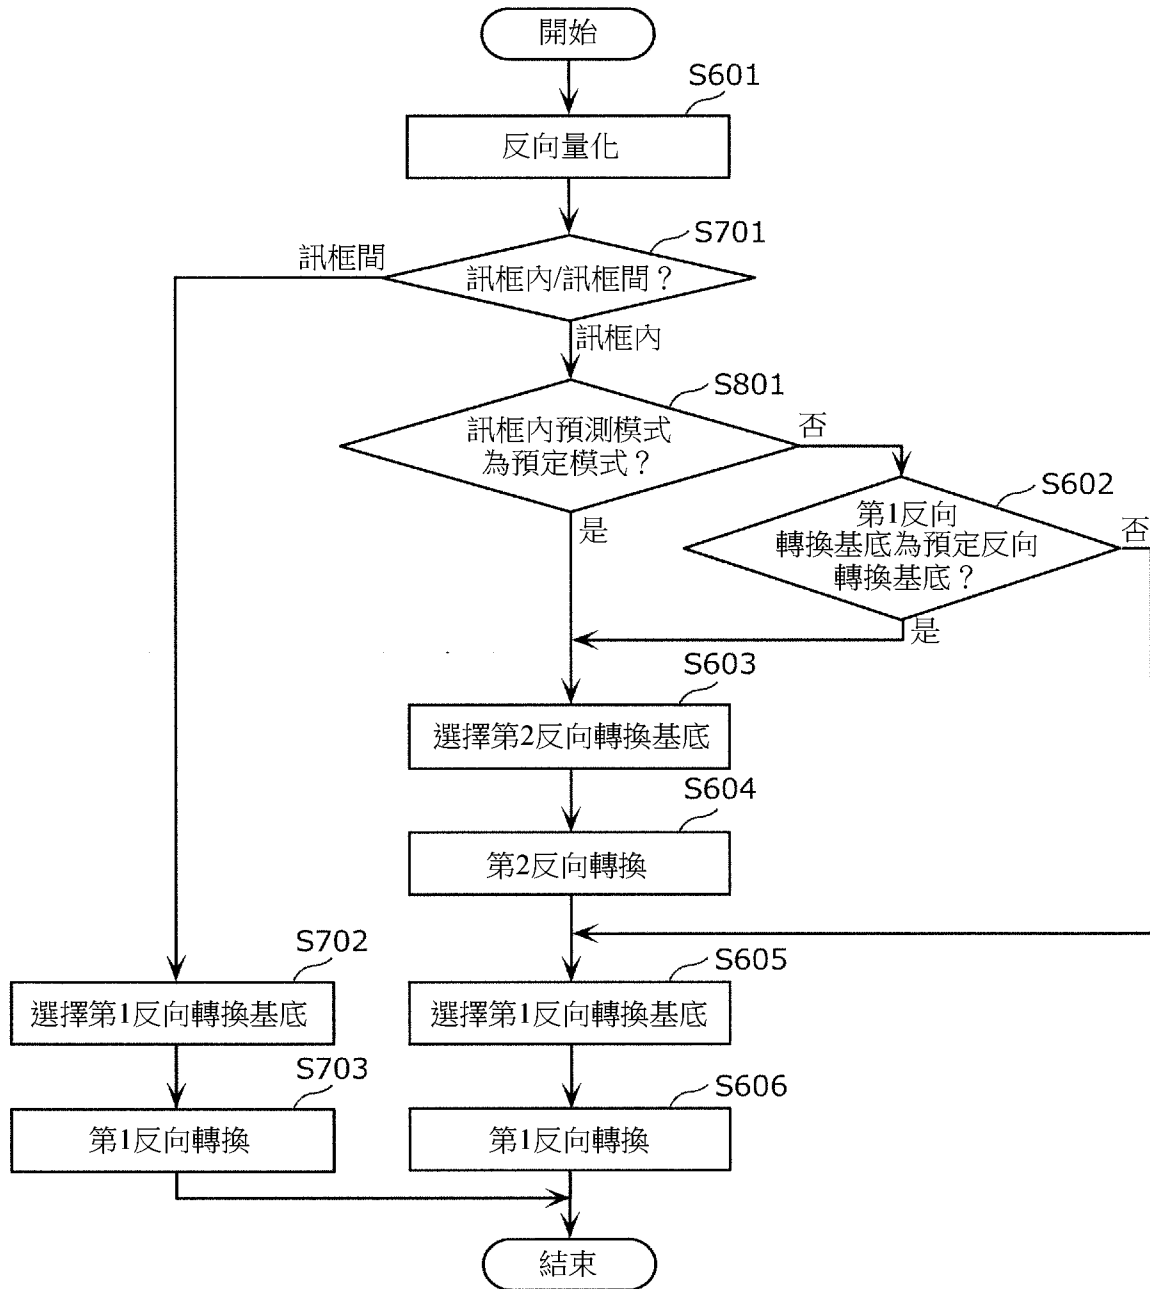 開始
S601
反向量化
S701
訊框間
訊框內/訊框間？
訊框內
S801
訊框內預測模式
為預定模式？
否
是
S602
第1反向
轉換基底為預定反向
轉換基底？
否
是
S603
選擇第2反向轉換基底
S604
第2反向轉換
S702
選擇第1反向轉換基底
S605
選擇第1反向轉換基底
S703
第1反向轉換
S606
第1反向轉換
結束